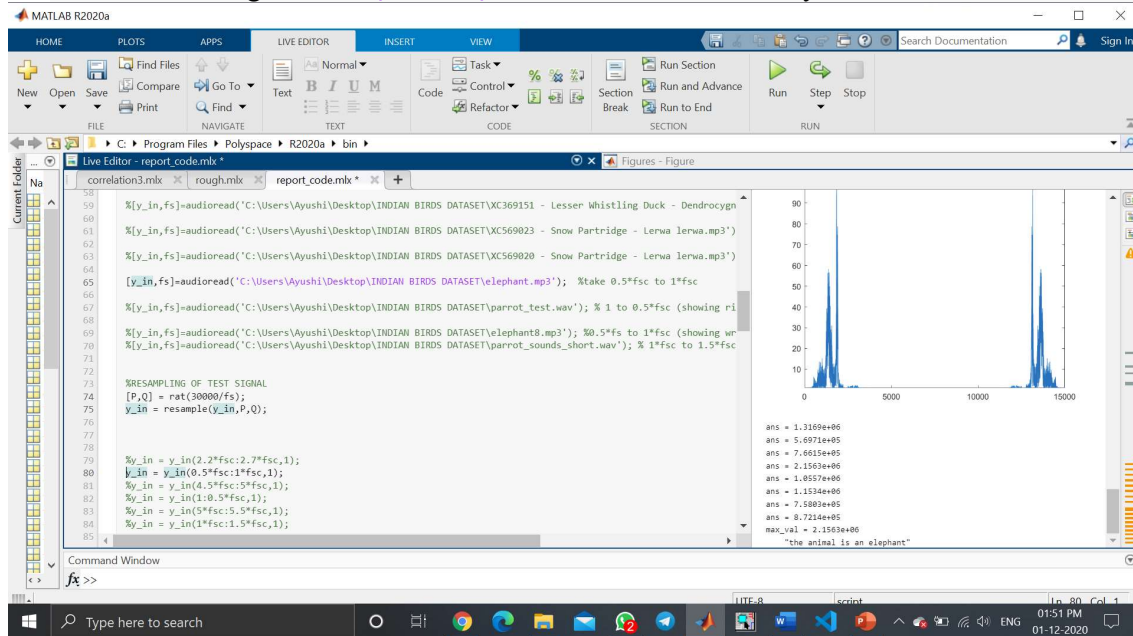 MATLAB R2020a
HOME PLOTS APPS LIVE EDITOR INSERT VIEW Search Documentation Sign In
New Open Save Find Files Compare Print Go To Find Text Normal B I U M Code Task Control Refactor Section Break Run Section Run and Advance Run to End Run Step Stop
FILE NAVIGATE TEXT CODE SECTION RUN
C: Program Files Polyspace R2020a bin
Current Folder
Na
Live Editor - report_code.mlx * Figures - Figure
correlation3.mlx rough.mlx report_code.mlx *
58
59 %[y_in,fs]=audioread('C:\Users\Ayushi\Desktop\INDIAN BIRDS DATASET\XC369151 - Lesser Whistling Duck - Dendrocygn
60
61 %[y_in,fs]=audioread('C:\Users\Ayushi\Desktop\INDIAN BIRDS DATASET\XC569023 - Snow Partridge - Lerwa lerwa.mp3')
62
63 %[y_in,fs]=audioread('C:\Users\Ayushi\Desktop\INDIAN BIRDS DATASET\XC569020 - Snow Partridge - Lerwa lerwa.mp3')
64
65 [y_in,fs]=audioread('C:\Users\Ayushi\Desktop\INDIAN BIRDS DATASET\elephant.mp3'); %take 0.5*fsc to 1*fsc
66
67 %[y_in,fs]=audioread('C:\Users\Ayushi\Desktop\INDIAN BIRDS DATASET\parrot_test.wav'); % 1 to 0.5*fsc (showing ri
68
69 %[y_in,fs]=audioread('C:\Users\Ayushi\Desktop\INDIAN BIRDS DATASET\elephant8.mp3'); %0.5*fs to 1*fsc (showing wr
70 %[y_in,fs]=audioread('C:\Users\Ayushi\Desktop\INDIAN BIRDS DATASET\parrot_sounds_short.wav'); % 1*fsc to 1.5*fsc
71
72
73 %RESAMPLING OF TEST SIGNAL
74 [P,Q] = rat(30000/fs);
75 y_in = resample(y_in,P,Q);
76
77
78
79 %y_in = y_in(2.2*fsc:2.7*fsc,1);
80 y_in = y_in(0.5*fsc:1*fsc,1);
81 %y_in = y_in(4.5*fsc:5*fsc,1);
82 %y_in = y_in(1:0.5*fsc,1);
83 %y_in = y_in(5*fsc:5.5*fsc,1);
84 %y_in = y_in(1*fsc:1.5*fsc,1);
85
90
80
70
60
50
40
30
20
10
0 5000 10000 15000
ans = 1.3169e+06
ans = 5.6971e+05
ans = 7.6615e+05
ans = 2.1563e+06
ans = 1.0557e+06
ans = 1.1534e+06
ans = 7.5803e+05
ans = 8.7214e+05
max_val = 2.1563e+06
"the animal is an elephant"
Command Window
fx >>
UTF-8 script Ln 80 Col 1
Type here to search ENG 01:51 PM
01-12-2020